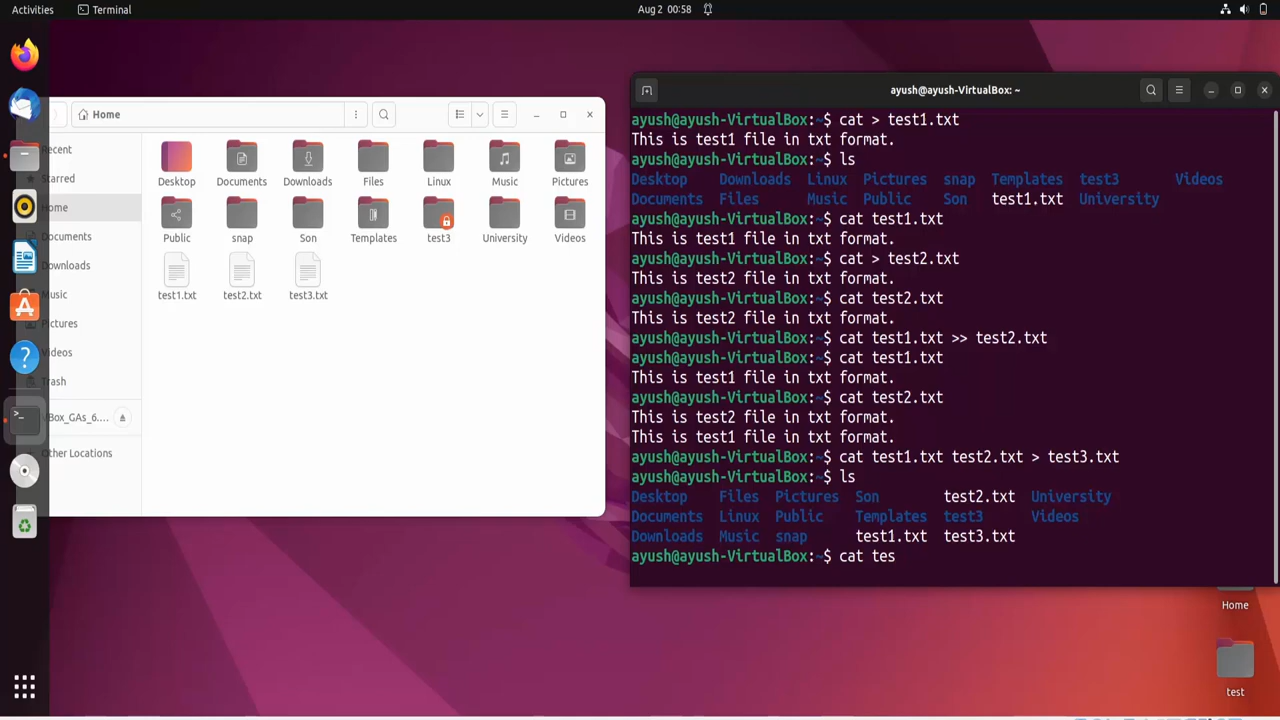 Activities Terminal Aug 2 00:58
Home
Recent
Starred
Home
Documents
Downloads
Music
Pictures
Videos
Trash
VBox_GAs_6....
Other Locations
Desktop Documents Downloads Files Linux Music Pictures
Public snap Son Templates test3 University Videos
test1.txt test2.txt test3.txt
ayush@ayush-VirtualBox: ~
ayush@ayush-VirtualBox:~$ cat > test1.txt
This is test1 file in txt format.
ayush@ayush-VirtualBox:~$ ls
Desktop Downloads Linux Pictures snap Templates test3 Videos
Documents Files Music Public Son test1.txt University
ayush@ayush-VirtualBox:~$ cat test1.txt
This is test1 file in txt format.
ayush@ayush-VirtualBox:~$ cat > test2.txt
This is test2 file in txt format.
ayush@ayush-VirtualBox:~$ cat test2.txt
This is test2 file in txt format.
ayush@ayush-VirtualBox:~$ cat test1.txt >> test2.txt
ayush@ayush-VirtualBox:~$ cat test1.txt
This is test1 file in txt format.
ayush@ayush-VirtualBox:~$ cat test2.txt
This is test2 file in txt format.
This is test1 file in txt format.
ayush@ayush-VirtualBox:~$ cat test1.txt test2.txt > test3.txt
ayush@ayush-VirtualBox:~$ ls
Desktop Files Pictures Son test2.txt University
Documents Linux Public Templates test3 Videos
Downloads Music snap test1.txt test3.txt
ayush@ayush-VirtualBox:~$ cat tes
Home
test